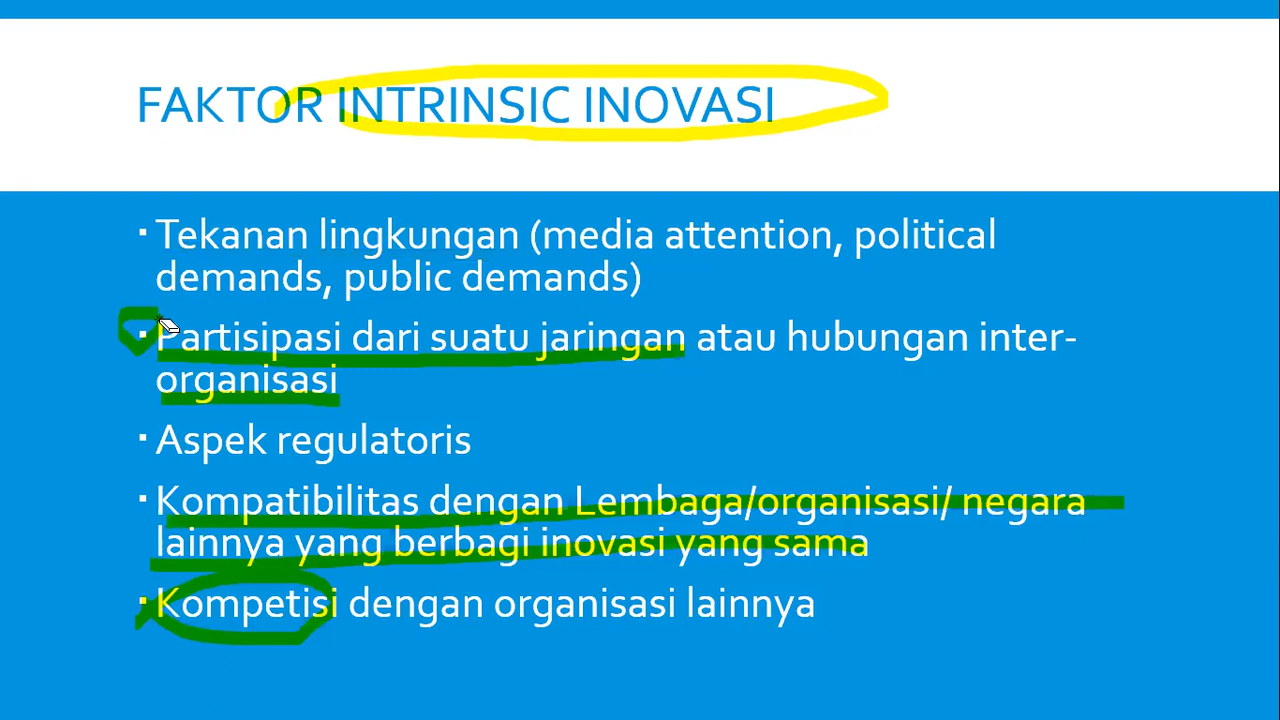 FAKTOR INTRINSIC INOVASI
▪ Tekanan lingkungan (media attention, political
demands, public demands)
▪ Partisipasi dari suatu jaringan atau hubungan inter-
organisasi
▪ Aspek regulatoris
▪ Kompatibilitas dengan Lembaga/organisasi/ negara
lainnya yang berbagi inovasi yang sama
▪ Kompetisi dengan organisasi lainnya